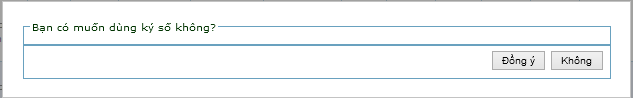 Bạn có muốn dùng ký số không?
Đồng ý Không